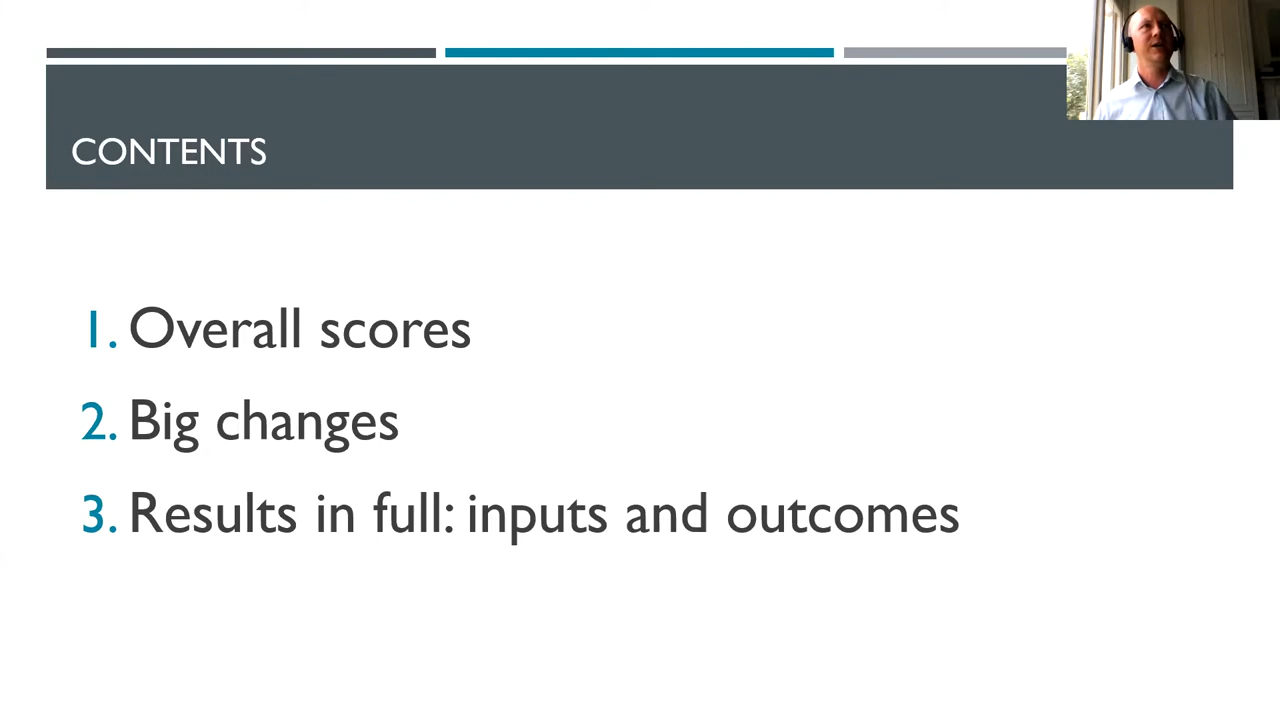 CONTENTS
1. Overall scores
2. Big changes
3. Results in full: inputs and outcomes